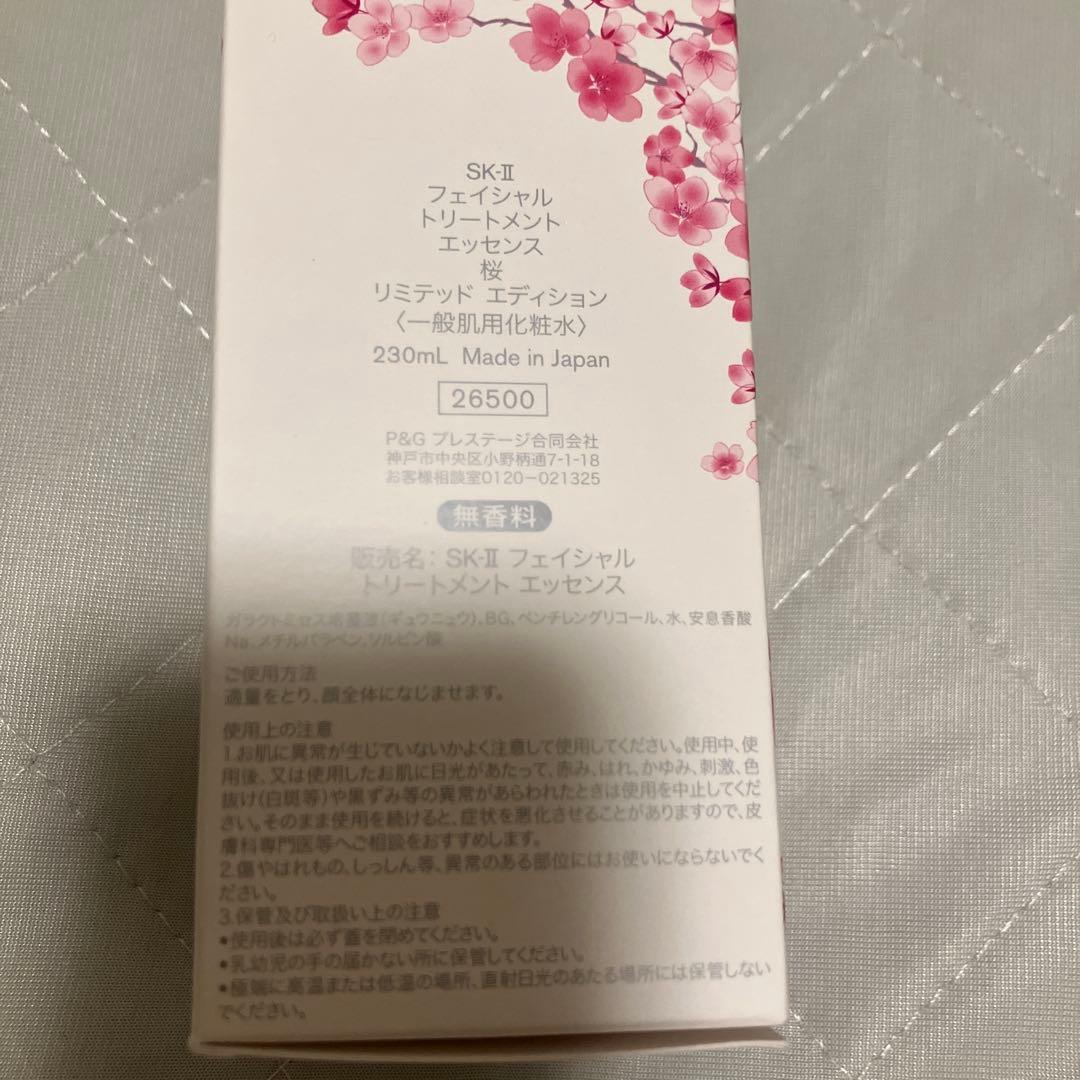 SK-II
フェイシャル
トリートメント
エッセンス
桜
リミテッド エディション
〈一般肌用化粧水〉
230mL Made in Japan
26500
P&G プレステージ合同会社
神戸市中央区小野柄通7-1-18
お客様相談室0120-021325
無香料
販売名: SK-II フェイシャル
トリートメント エッセンス
ガラクトミセス培養液(ギュウニュウ)、BG、ペンチレングリコール、水、安息香酸
Na、メチルパラベン、ソルビン酸
ご使用方法
適量をとり、顔全体になじませます。
使用上の注意
1.お肌に異常が生じていないかよく注意して使用してください。使用中、使
用後、又は使用したお肌に日光があたって、赤み、はれ、かゆみ、刺激、色
抜け(白斑等)や黒ずみ等の異常があらわれたときは使用を中止してくだ
さい。そのまま使用を続けると、症状を悪化させることがありますので、皮
膚科専門医等へご相談をおすすめします。
2.傷やはれもの、しっしん等、異常のある部位にはお使いにならないでく
ださい。
3.保管及び取扱い上の注意
•使用後は必ず蓋を閉めてください。
•乳幼児の手の届かない所に保管してください。
•極端に高温または低温の場所、直射日光のあたる場所には保管しない
でください。